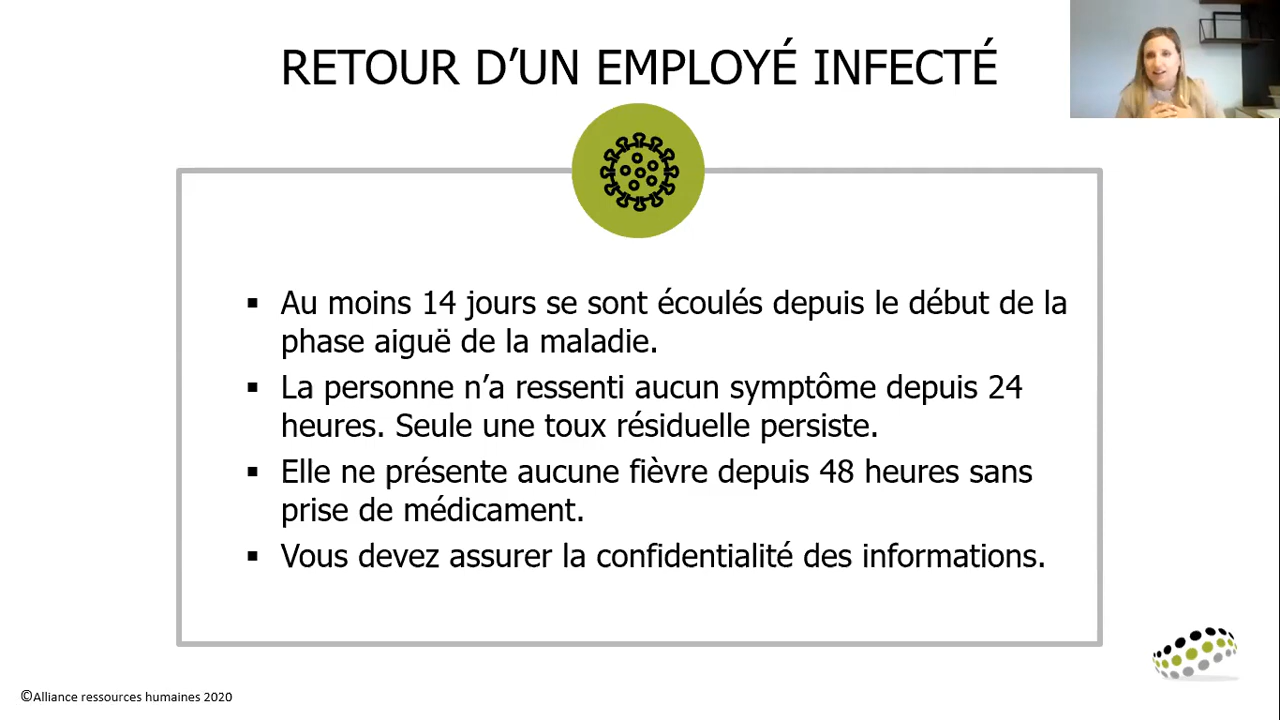 RETOUR D’UN EMPLOYÉ INFECTÉ
▪ Au moins 14 jours se sont écoulés depuis le début de la
phase aiguë de la maladie.
▪ La personne n’a ressenti aucun symptôme depuis 24
heures. Seule une toux résiduelle persiste.
▪ Elle ne présente aucune fièvre depuis 48 heures sans
prise de médicament.
▪ Vous devez assurer la confidentialité des informations.
©Alliance ressources humaines 2020